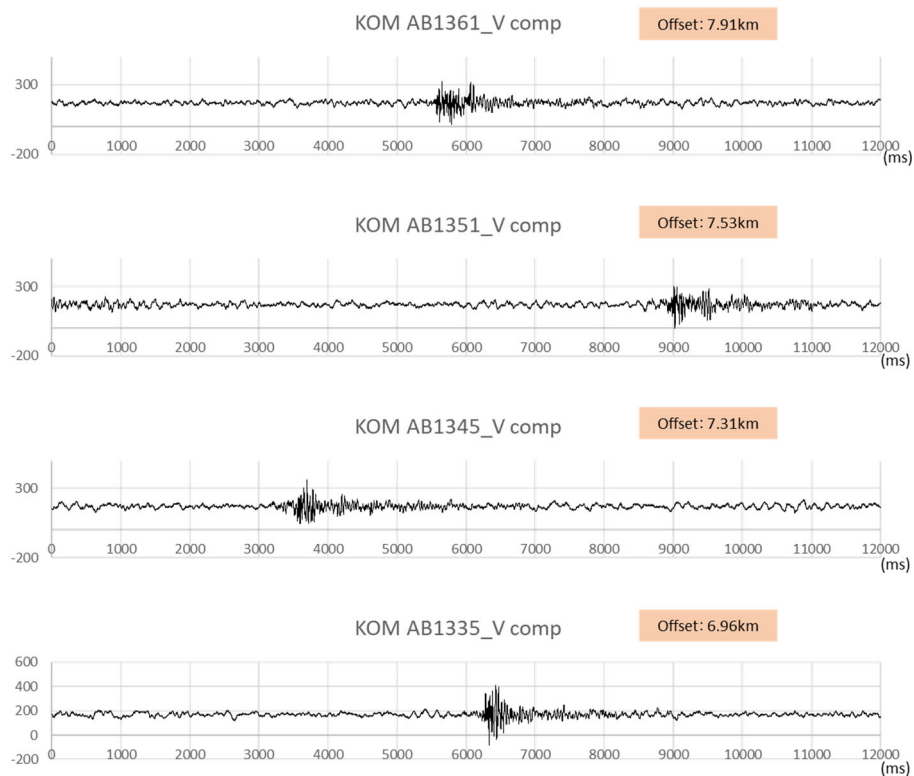 KOM AB1361_V comp Offset: 7.91km
300
-200
0 1000 2000 3000 4000 5000 6000 7000 8000 9000 10000 11000 12000
(ms)
KOM AB1351_V comp Offset: 7.53km
300
-200
0 1000 2000 3000 4000 5000 6000 7000 8000 9000 10000 11000 12000
(ms)
KOM AB1345_V comp Offset: 7.31km
300
-200
0 1000 2000 3000 4000 5000 6000 7000 8000 9000 10000 11000 12000
(ms)
KOM AB1335_V comp Offset: 6.96km
600
400
200
0
-200
0 1000 2000 3000 4000 5000 6000 7000 8000 9000 10000 11000 12000
(ms)